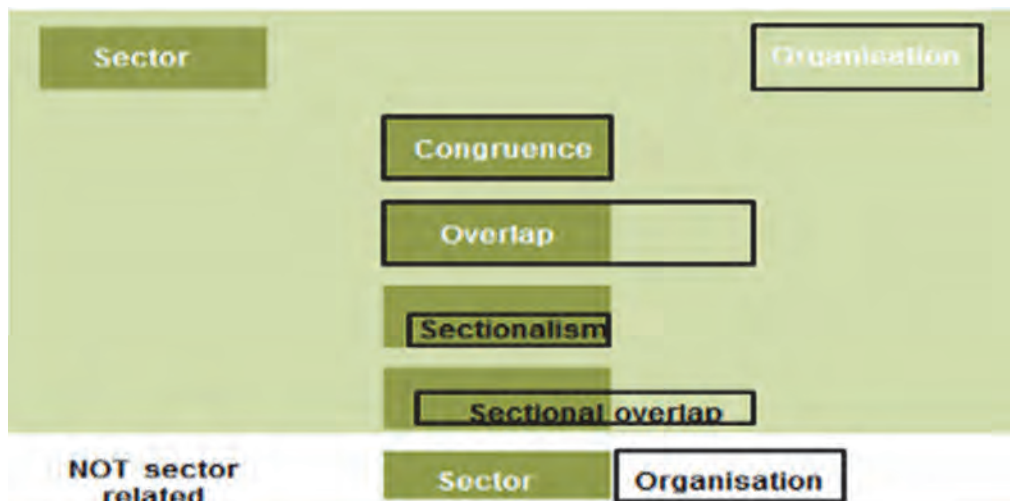 Sector
Organisation
Congruence
Overlap
Sectionalism
Sectional overlap
NOT sector
related
Sector
Organisation